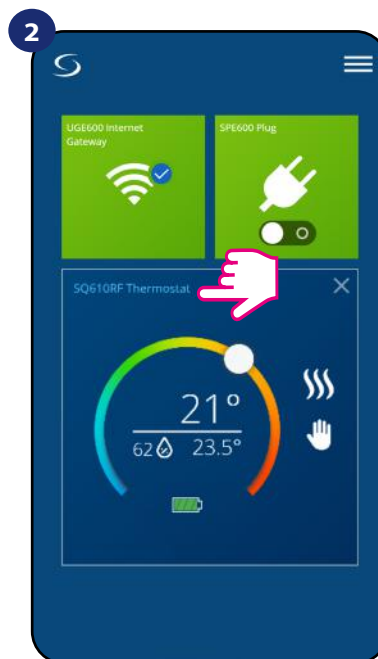 2
UGE600 Internet
Gateway
SPE600 Plug
SQ610RF Thermostat
21°
62 23.5°